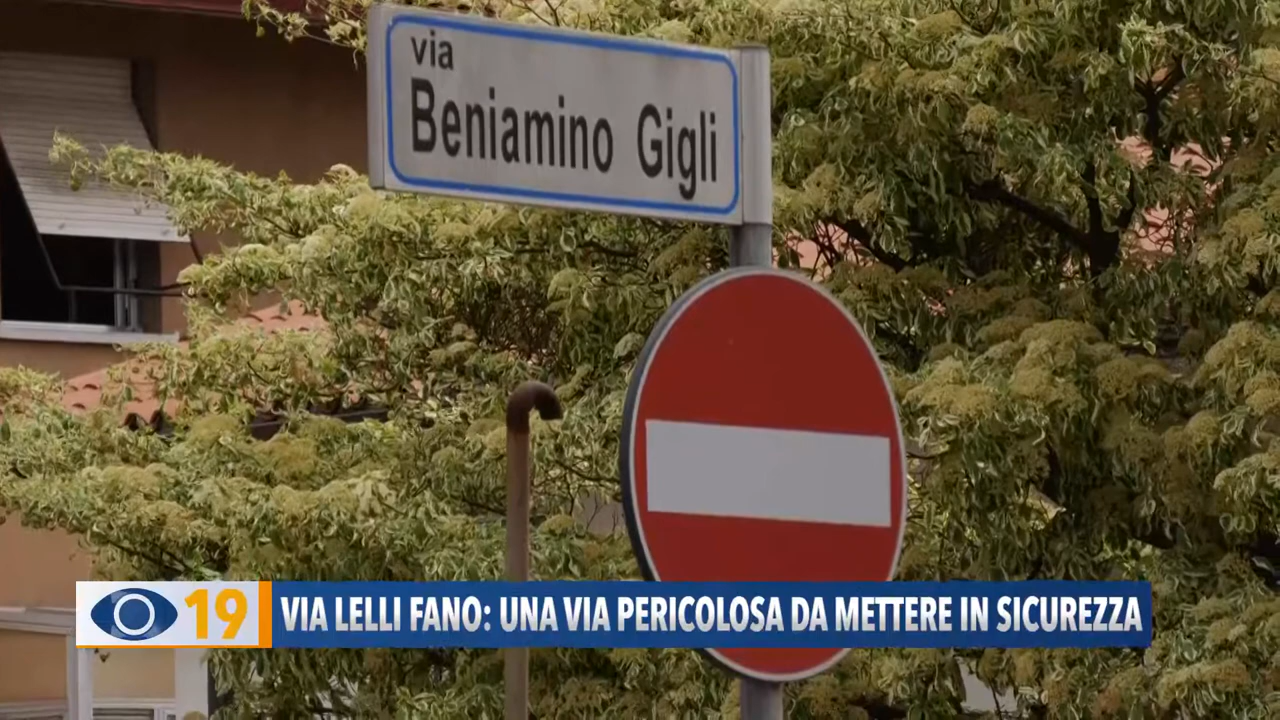 via
Beniamino Gigli
19
VIA LELLI FANO: UNA VIA PERICOLOSA DA METTERE IN SICUREZZA